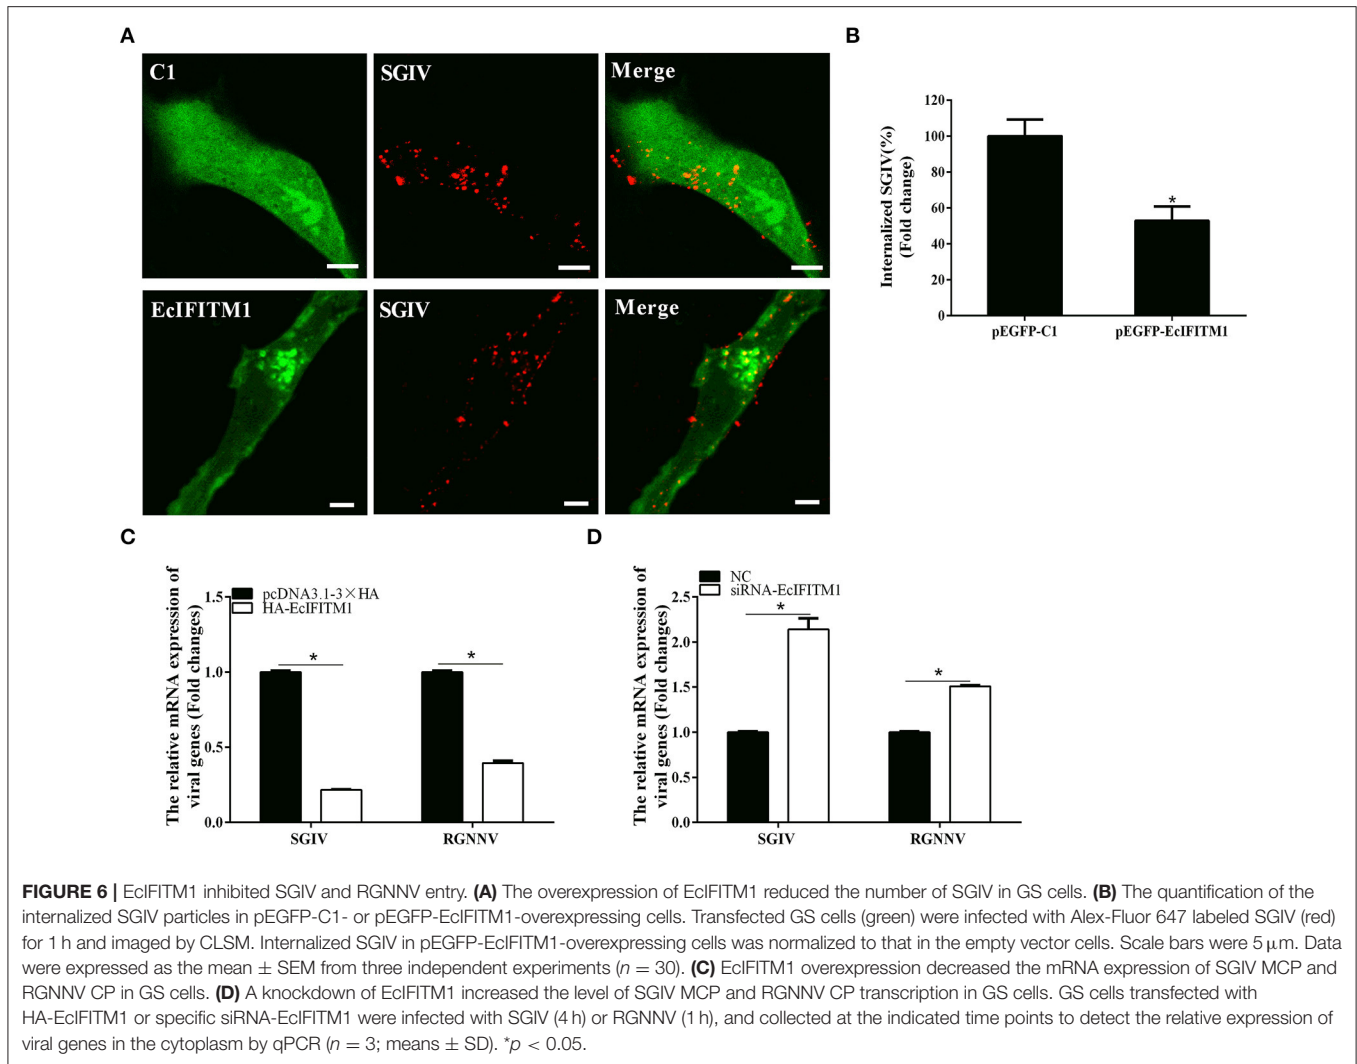 A
C1
SGIV
Merge
EcIFITM1
SGIV
Merge
B
Internalized SGIV(%)
(Fold change)
120
100
80
60
40
20
0
*
pEGFP-C1
pEGFP-EcIFITM1
C
The relative mRNA expression of
viral genes (Fold changes)
pcDNA3.1-3×HA
HA-EcIFITM1
1.5
1.0
0.5
0.0
*
*
SGIV
RGNNV
D
The relative mRNA expression of
viral genes (Fold changes)
NC
siRNA-EcIFITM1
2.5
2.0
1.5
1.0
0.5
0.0
*
*
SGIV
RGNNV
FIGURE 6 | EcIFITM1 inhibited SGIV and RGNNV entry. (A) The overexpression of EcIFITM1 reduced the number of SGIV in GS cells. (B) The quantification of the
internalized SGIV particles in pEGFP-C1- or pEGFP-EcIFITM1-overexpressing cells. Transfected GS cells (green) were infected with Alex-Fluor 647 labeled SGIV (red)
for 1 h and imaged by CLSM. Internalized SGIV in pEGFP-EcIFITM1-overexpressing cells was normalized to that in the empty vector cells. Scale bars were 5 μm. Data
were expressed as the mean ± SEM from three independent experiments (n = 30). (C) EcIFITM1 overexpression decreased the mRNA expression of SGIV MCP and
RGNNV CP in GS cells. (D) A knockdown of EcIFITM1 increased the level of SGIV MCP and RGNNV CP transcription in GS cells. GS cells transfected with
HA-EcIFITM1 or specific siRNA-EcIFITM1 were infected with SGIV (4 h) or RGNNV (1 h), and collected at the indicated time points to detect the relative expression of
viral genes in the cytoplasm by qPCR (n = 3; means ± SD). *p < 0.05.